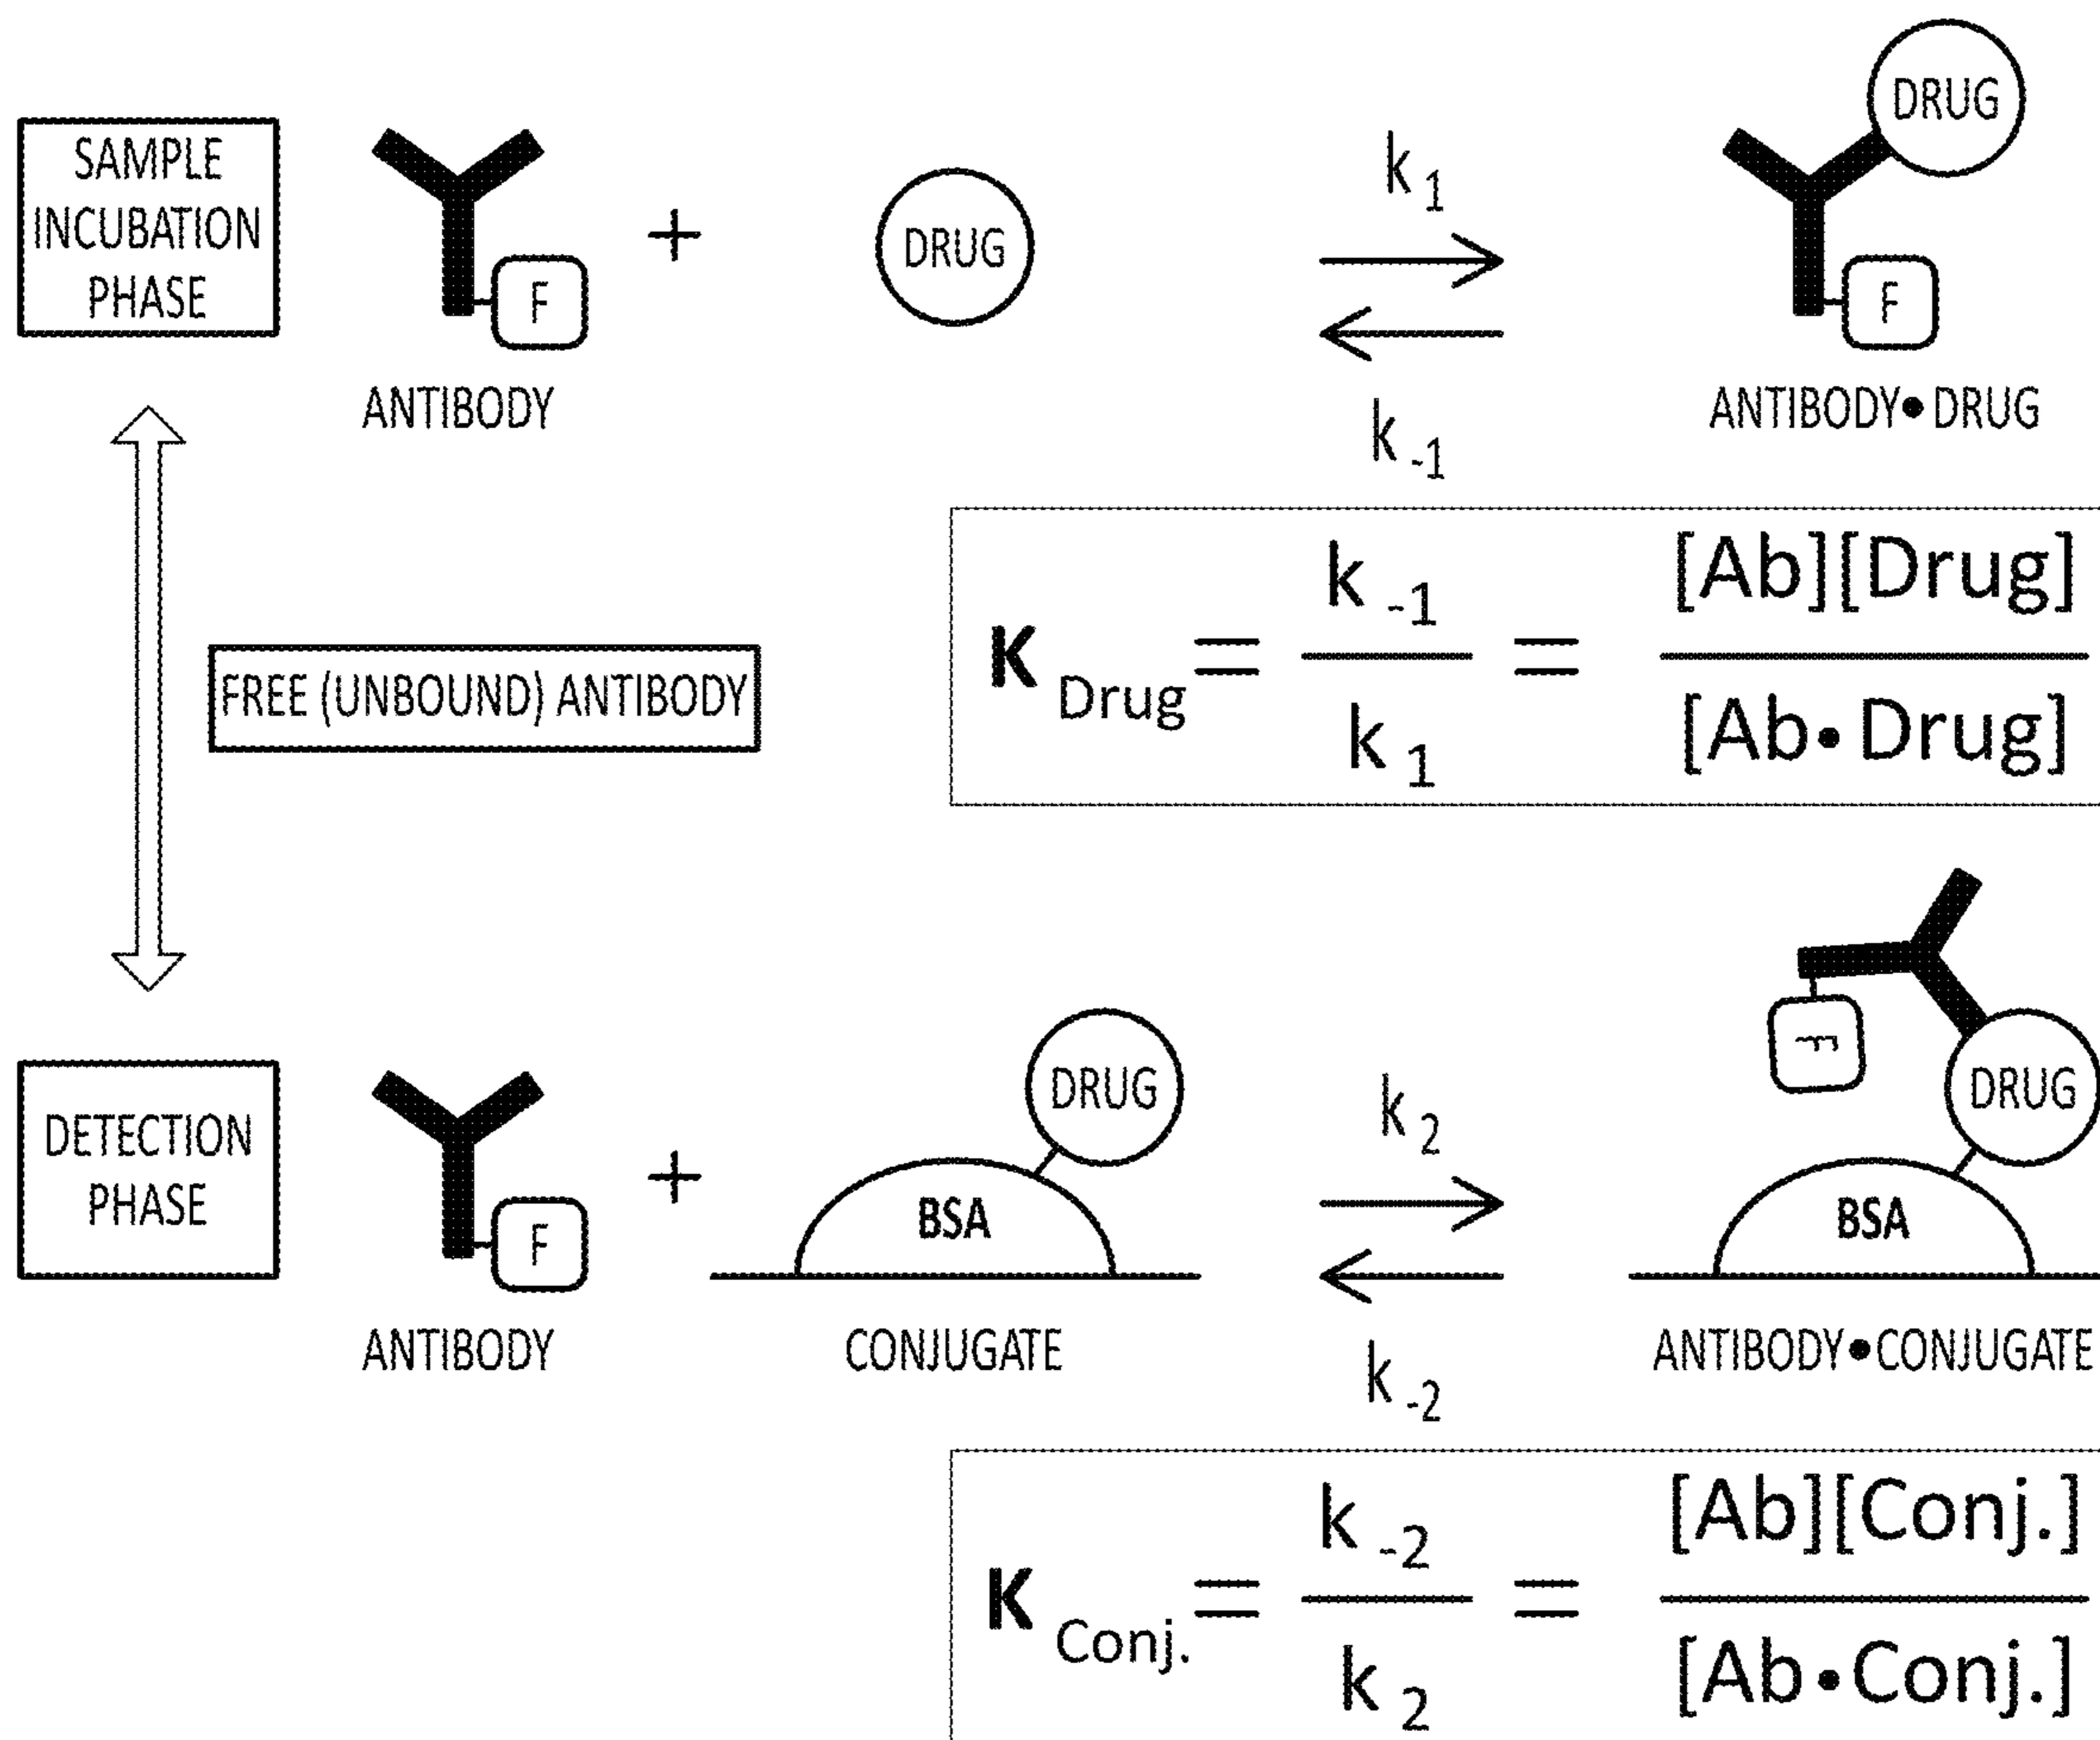 SAMPLE
INCUBATION
PHASE
F
ANTIBODY
+
DRUG
k 1
k -1
DRUG
F
ANTIBODY•DRUG
K Drug = k -1 / k 1 = [Ab][Drug] / [Ab•Drug]
FREE (UNBOUND) ANTIBODY
DETECTION
PHASE
F
ANTIBODY
+
DRUG
BSA
CONJUGATE
k 2
k -2
F
DRUG
BSA
ANTIBODY•CONJUGATE
K Conj. = k -2 / k 2 = [Ab][Conj.] / [Ab•Conj.]